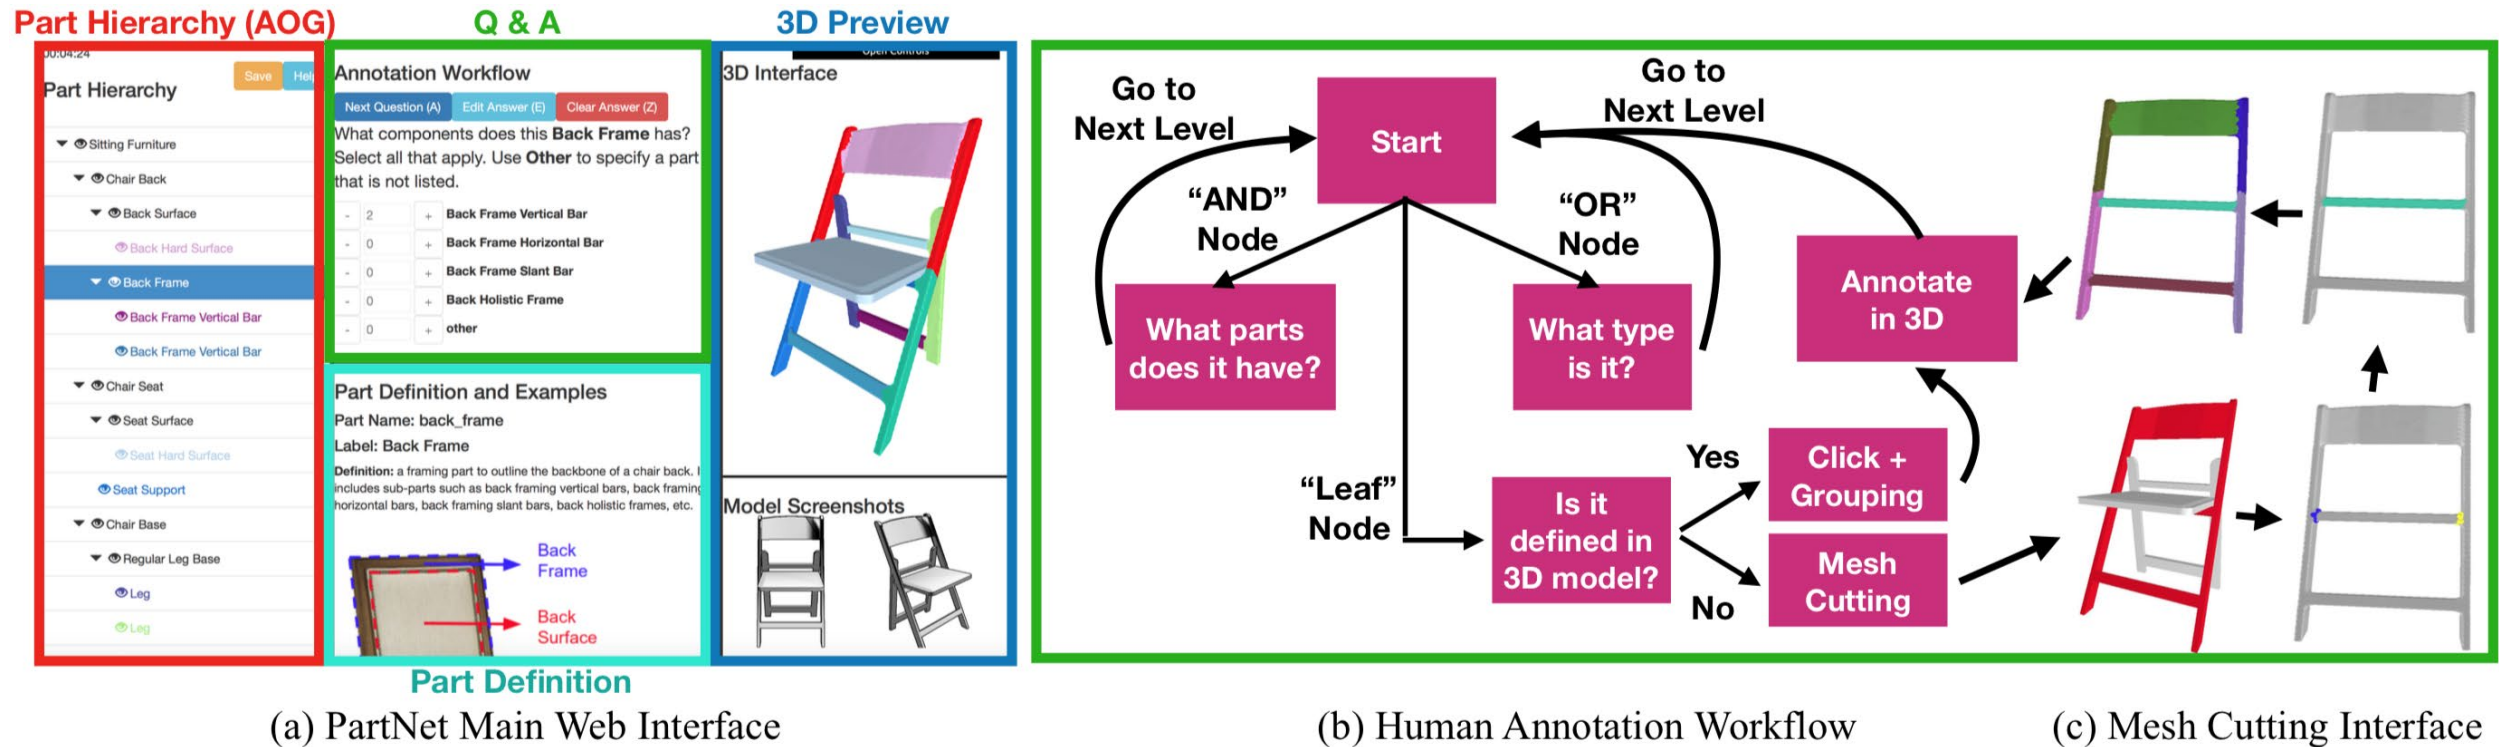 Part Hierarchy (AOG)
Q & A
3D Preview
00:04:24
Save
Help
Part Hierarchy
Sitting Furniture
Chair Back
Back Surface
Back Hard Surface
Back Frame
Back Frame Vertical Bar
Back Frame Vertical Bar
Chair Seat
Seat Surface
Seat Hard Surface
Seat Support
Chair Base
Regular Leg Base
Leg
Leg
Annotation Workflow
Next Question (A)
Edit Answer (E)
Clear Answer (Z)
What components does this Back Frame has?
Select all that apply. Use Other to specify a part
that is not listed.
- 2 + Back Frame Vertical Bar
- 0 + Back Frame Horizontal Bar
- 0 + Back Frame Slant Bar
- 0 + Back Holistic Frame
- 0 + other
Part Definition and Examples
Part Name: back_frame
Label: Back Frame
Definition: a framing part to outline the backbone of a chair back. I
includes sub-parts such as back framing vertical bars, back framing
horizontal bars, back framing slant bars, back holistic frames, etc.
Back
Frame
Back
Surface
Part Definition
Open Controls
3D Interface
Model Screenshots
(a) PartNet Main Web Interface
Go to
Next Level
Start
Go to
Next Level
“AND”
Node
“OR”
Node
What parts
does it have?
What type
is it?
Annotate
in 3D
“Leaf”
Node
Is it
defined in
3D model?
Yes
No
Click +
Grouping
Mesh
Cutting
(b) Human Annotation Workflow
(c) Mesh Cutting Interface